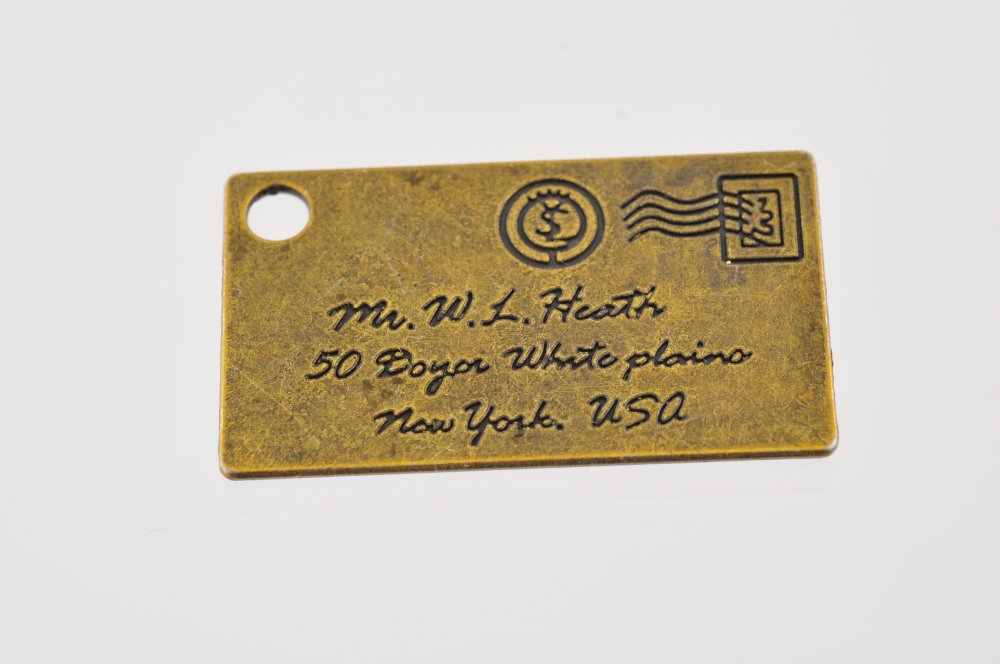 Mr. W. L. Heath
50 Doyer White plains
New York. USA